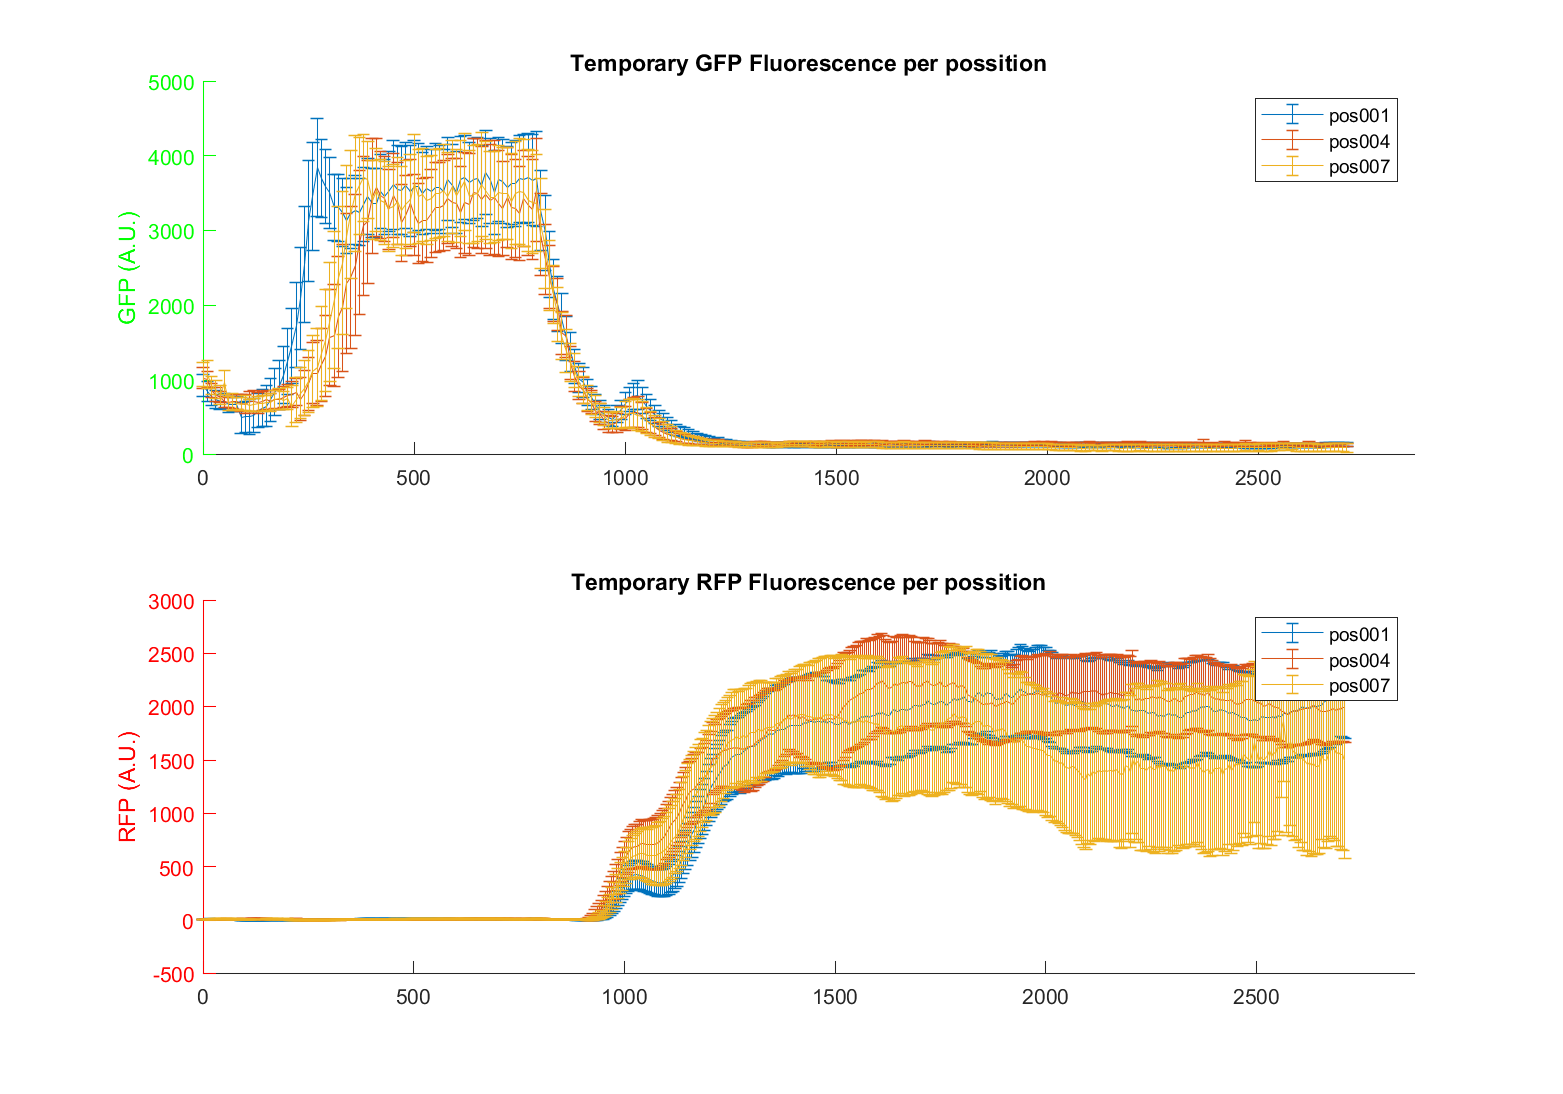 Temporary GFP Fluorescence per possition
5000
4000
3000
2000
1000
0
GFP (A.U.)
pos001
pos004
pos007
0 500 1000 1500 2000 2500
Temporary RFP Fluorescence per possition
3000
2500
2000
1500
1000
500
0
-500
RFP (A.U.)
pos001
pos004
pos007
0 500 1000 1500 2000 2500